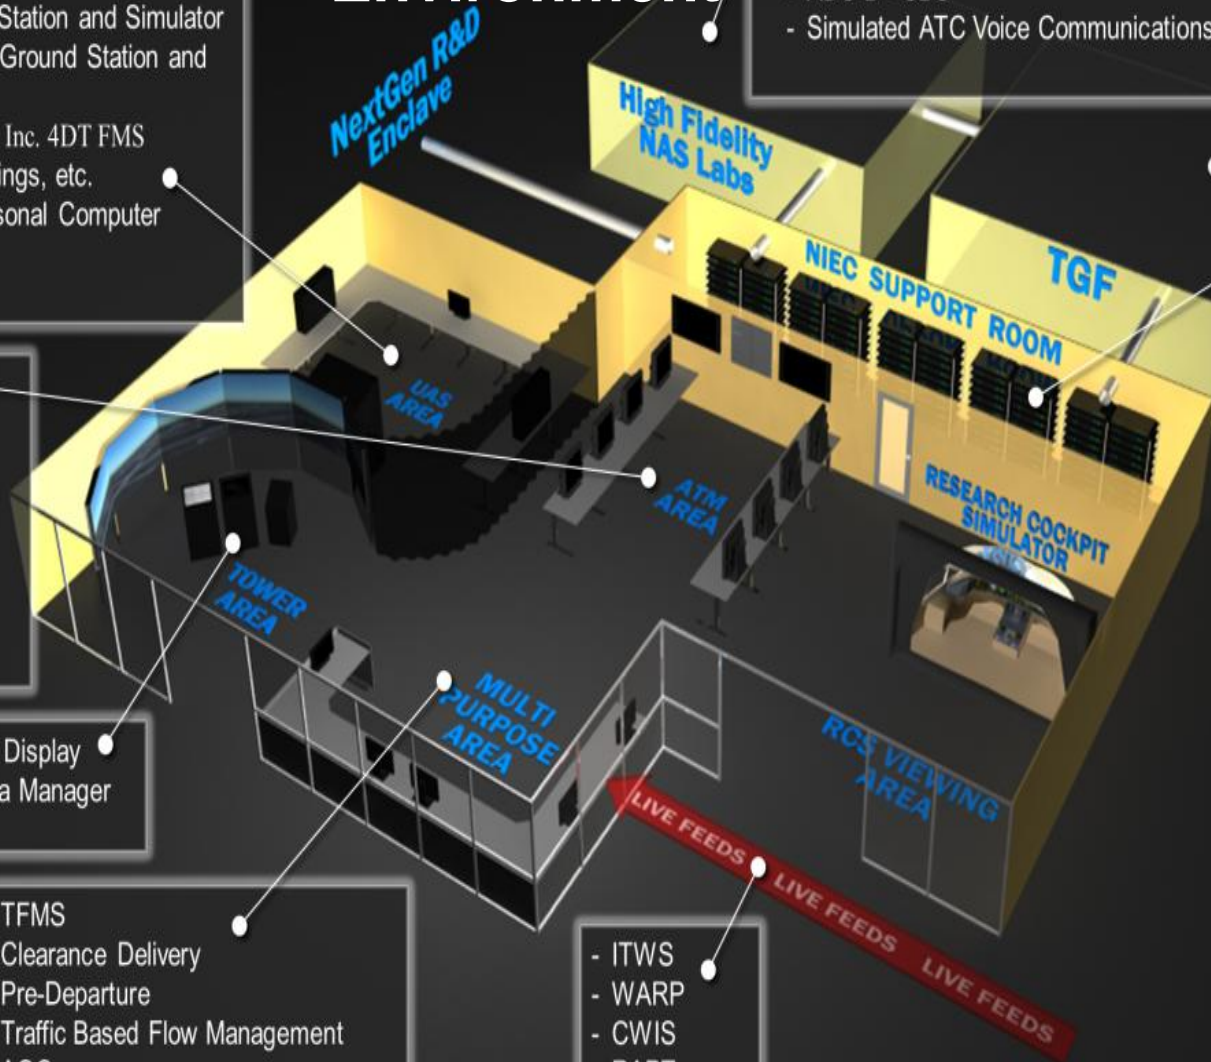 Environment
Station and Simulator
Ground Station and
Inc. 4DT FMS
ings, etc.
sonal Computer
- Simulated ATC Voice Communications
NextGen R&D
Enclave
High Fidelity
NAS Labs
TGF
NIEC SUPPORT ROOM
UAS
AREA
ATM
AREA
RESEARCH COCKPIT
SIMULATOR
TOWER
AREA
MULTI
PURPOSE
AREA
RCS VIEWING
AREA
LIVE FEEDS LIVE FEEDS LIVE FEEDS
Display
a Manager
TFMS
Clearance Delivery
Pre-Departure
Traffic Based Flow Management
- ITWS
- WARP
- CWIS